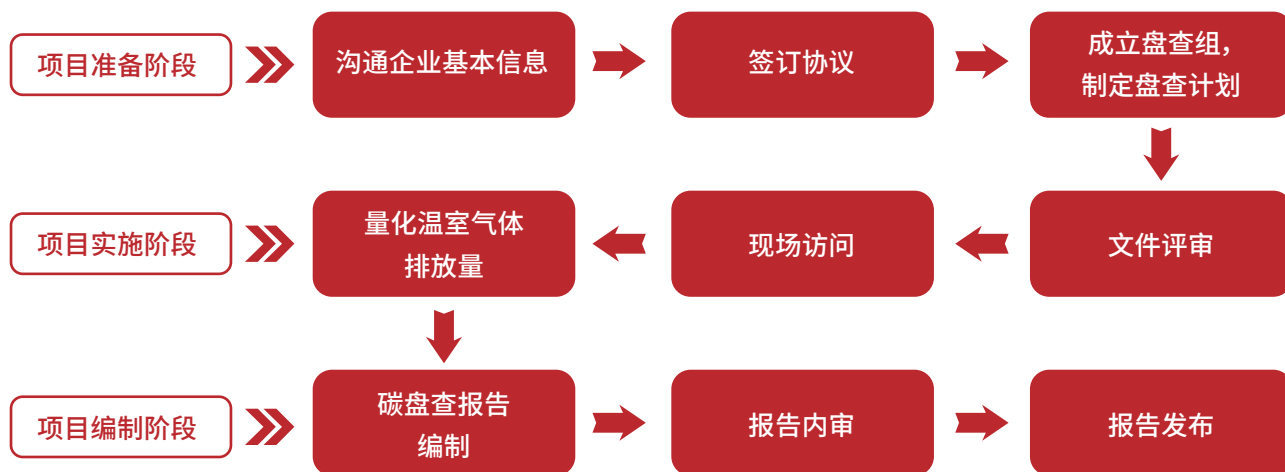 项目准备阶段
沟通企业基本信息
签订协议
成立盘查组，
制定盘查计划
项目实施阶段
量化温室气体
排放量
现场访问
文件评审
项目编制阶段
碳盘查报告
编制
报告内审
报告发布